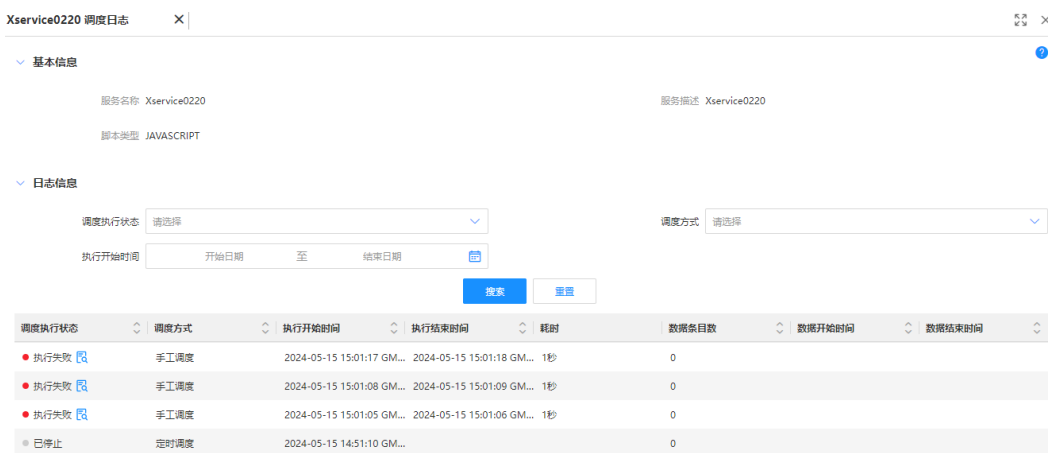 Xservice0220 调度日志
基本信息
服务名称 Xservice0220 服务描述 Xservice0220
脚本类型 JAVASCRIPT
日志信息
调度执行状态 请选择 调度方式 请选择
执行开始时间 开始日期 至 结束日期
搜索 重置
调度执行状态 调度方式 执行开始时间 执行结束时间 耗时 数据条目数 数据开始时间 数据结束时间
执行失败 手工调度 2024-05-15 15:01:17 GM... 2024-05-15 15:01:18 GM... 1秒 0
执行失败 手工调度 2024-05-15 15:01:08 GM... 2024-05-15 15:01:09 GM... 1秒 0
执行失败 手工调度 2024-05-15 15:01:05 GM... 2024-05-15 15:01:06 GM... 1秒 0
已停止 定时调度 2024-05-15 14:51:10 GM... 0